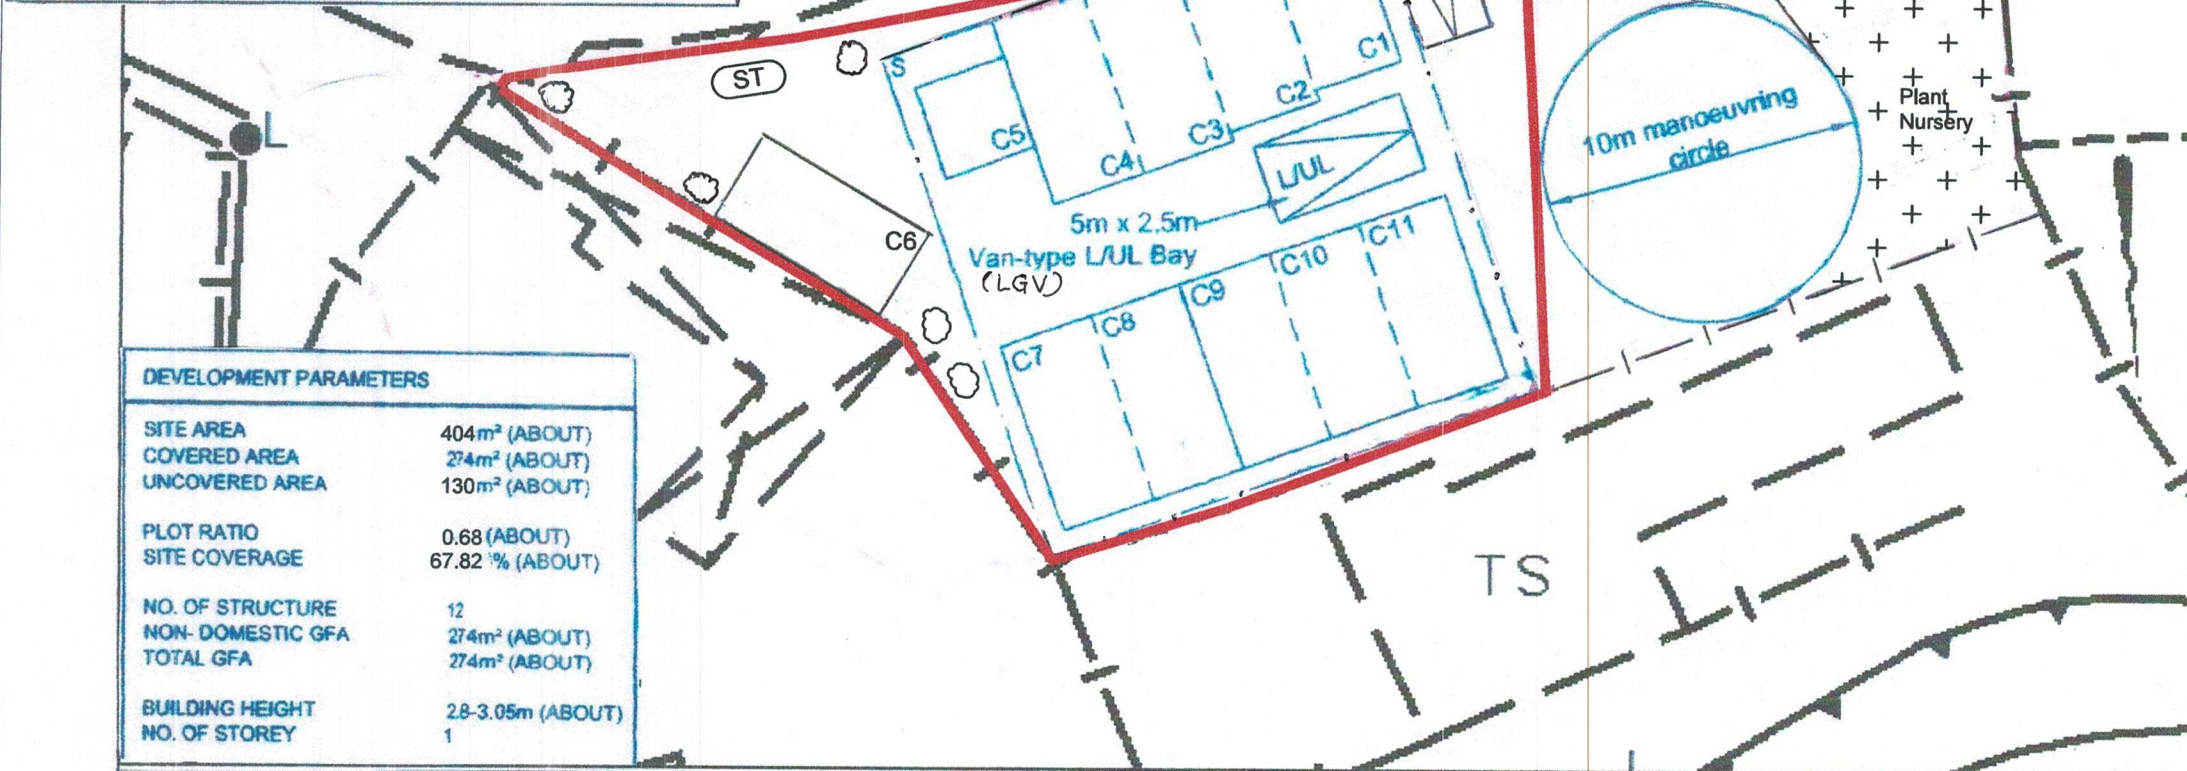 ST
S
C1
C2
C3
C4
C5
C6
L/UL
5m x 2.5m
Van-type L/UL Bay
(LGV)
C7
C8
C9
C10
C11
10m manoeuvring
circle
Plant
Nursery
L
TS
DEVELOPMENT PARAMETERS
SITE AREA 404m² (ABOUT)
COVERED AREA 274m² (ABOUT)
UNCOVERED AREA 130m² (ABOUT)
PLOT RATIO 0.68 (ABOUT)
SITE COVERAGE 67.82 % (ABOUT)
NO. OF STRUCTURE 12
NON- DOMESTIC GFA 274m² (ABOUT)
TOTAL GFA 274m² (ABOUT)
BUILDING HEIGHT 2.8-3.05m (ABOUT)
NO. OF STOREY 1